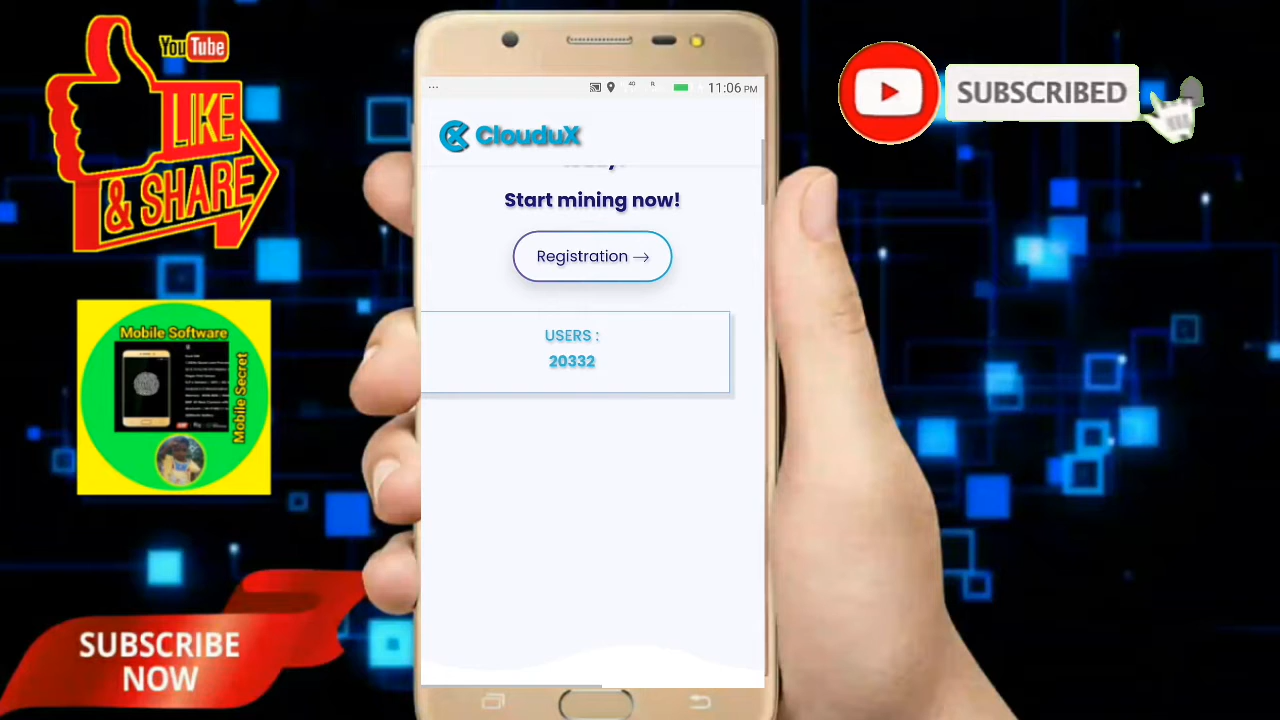 YouTube
LIKE
& SHARE
Mobile Software
Mobile Secret
SUBSCRIBE
NOW
11:06 PM
CClouduX
Start mining now!
Registration →
USERS :
20332
SUBSCRIBED